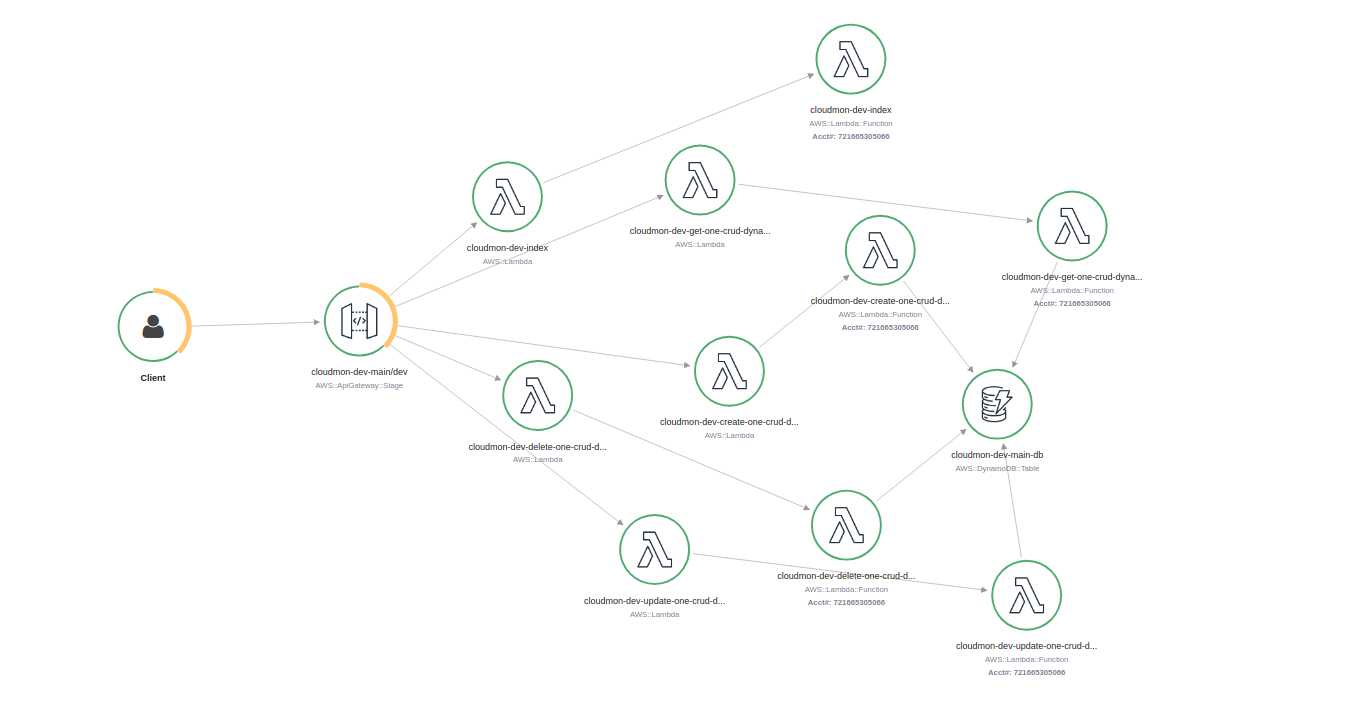 cloudmon-dev-index
AWS::Lambda::Function
Acct#: 721665305066
cloudmon-dev-get-one-crud-dyna...
AWS::Lambda
cloudmon-dev-index
AWS::Lambda
cloudmon-dev-get-one-crud-dyna...
AWS::Lambda::Function
Acct#: 721665305066
cloudmon-dev-create-one-crud-d...
AWS::Lambda::Function
Acct#: 721665305066
Client
cloudmon-dev-main/dev
AWS::ApiGateway::Stage
cloudmon-dev-create-one-crud-d...
AWS::Lambda
cloudmon-dev-delete-one-crud-d...
AWS::Lambda
cloudmon-dev-main-db
AWS::DynamoDB::Table
cloudmon-dev-delete-one-crud-d...
AWS::Lambda::Function
Acct#: 721665305066
cloudmon-dev-update-one-crud-d...
AWS::Lambda
cloudmon-dev-update-one-crud-d...
AWS::Lambda::Function
Acct#: 721665305066